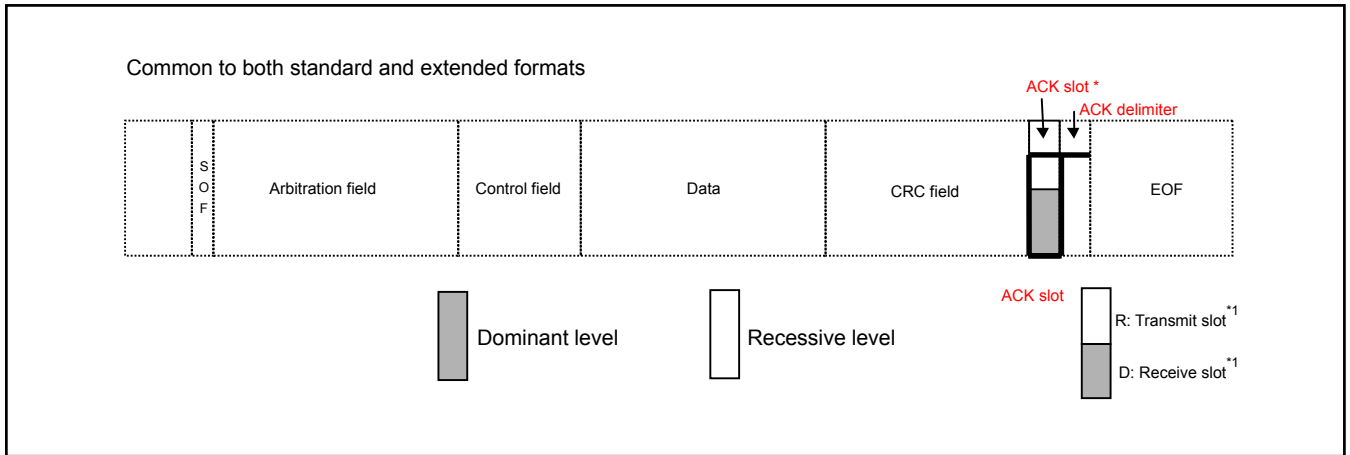 Common to both standard and extended formats
ACK slot *
ACK delimiter
S
O
F
Arbitration field
Control field
Data
CRC field
EOF
Dominant level
Recessive level
ACK slot
R: Transmit slot*1
D: Receive slot*1